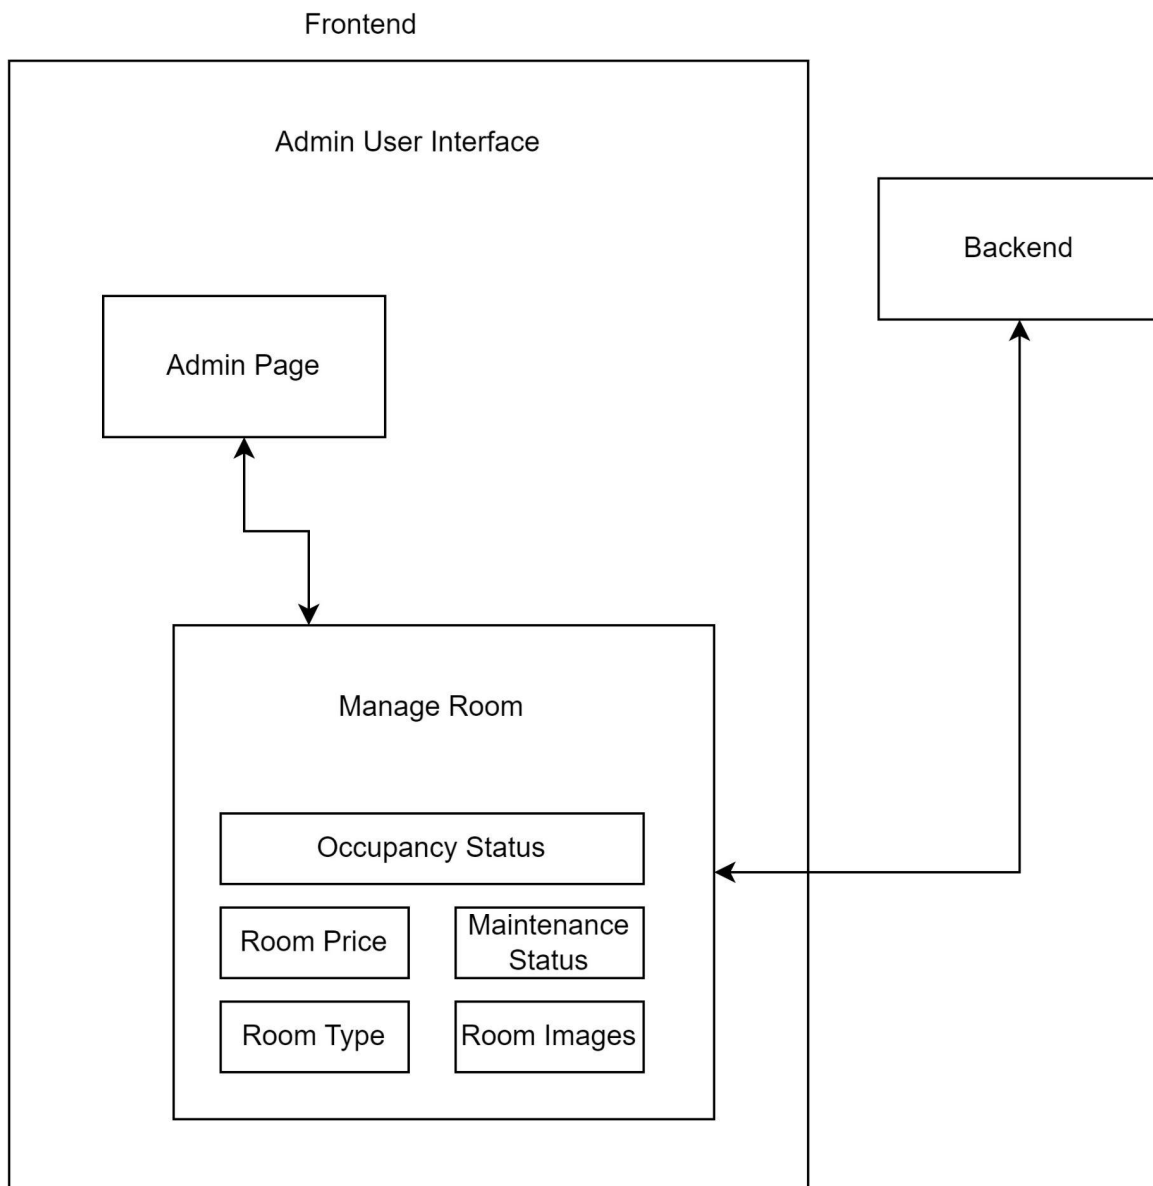 Frontend
Admin User Interface
Backend
Admin Page
Manage Room
Occupancy Status
Room Price
Maintenance
Status
Room Type
Room Images